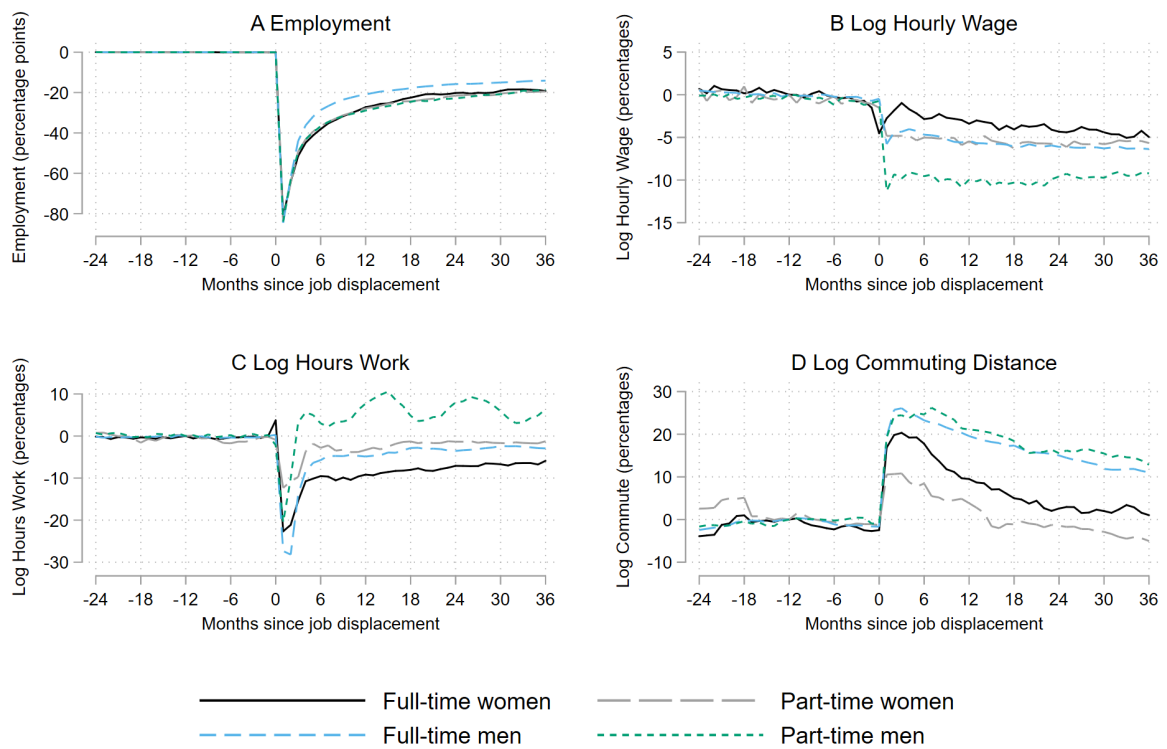 A Employment
Employment (percentage points)
0
-20
-40
-60
-80
-24 -18 -12 -6 0 6 12 18 24 30 36
Months since job displacement
B Log Hourly Wage
Log Hourly Wage (percentages)
5
0
-5
-10
-15
-24 -18 -12 -6 0 6 12 18 24 30 36
Months since job displacement
C Log Hours Work
Log Hours Work (percentages)
10
0
-10
-20
-30
-24 -18 -12 -6 0 6 12 18 24 30 36
Months since job displacement
D Log Commuting Distance
Log Commute (percentages)
30
20
10
0
-10
-24 -18 -12 -6 0 6 12 18 24 30 36
Months since job displacement
Full-time women
Part-time women
Full-time men
Part-time men